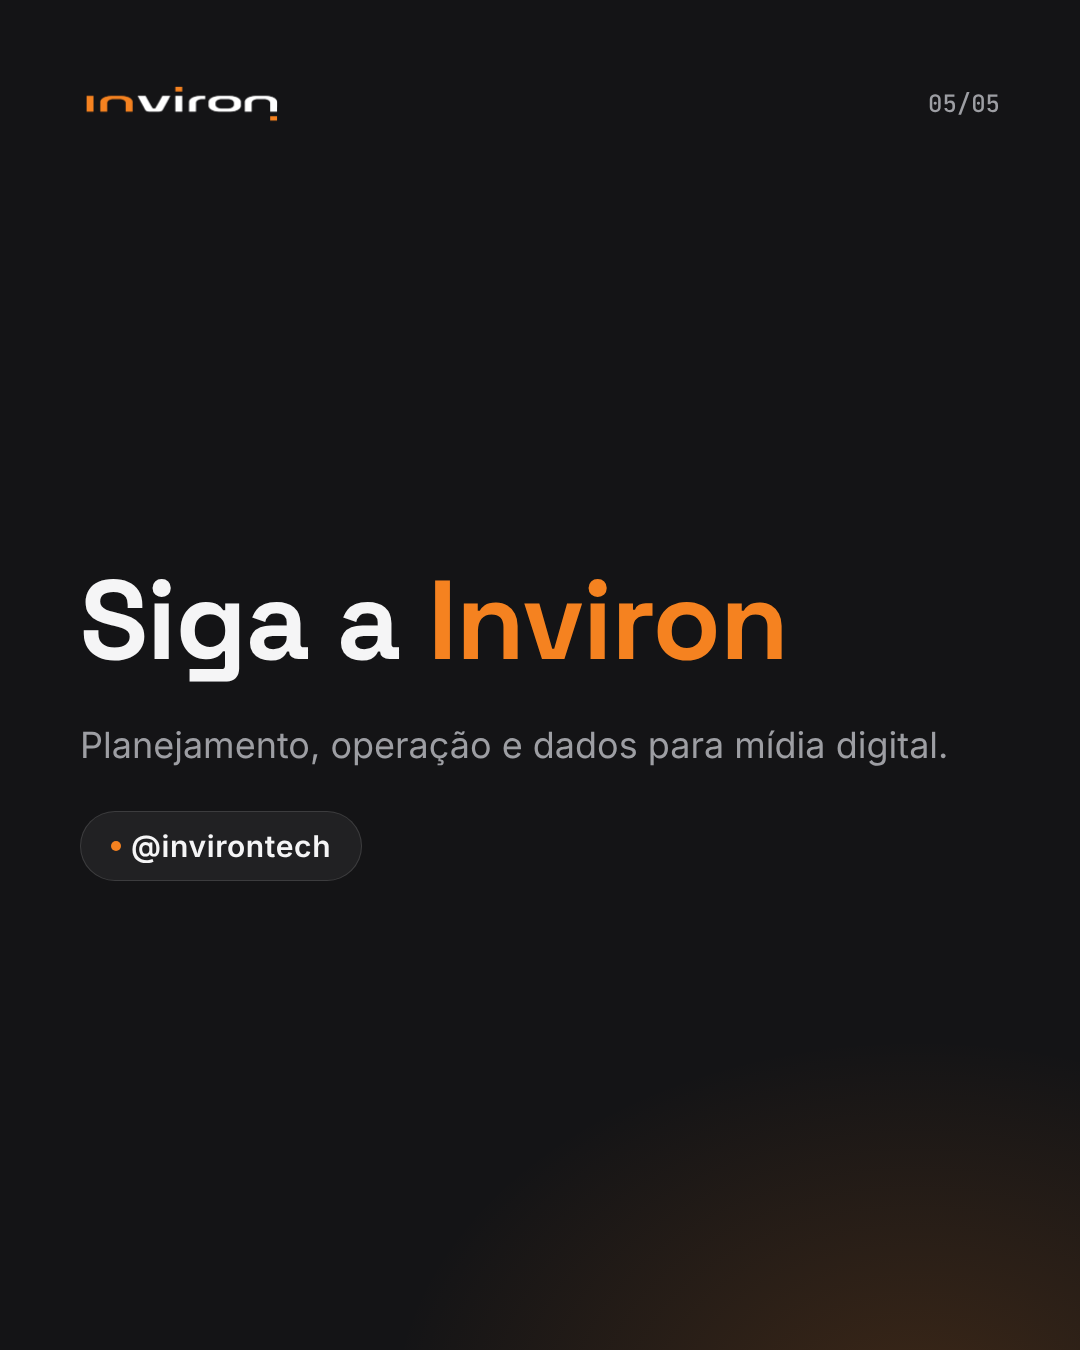 inviron
05/05
Siga a Inviron
Planejamento, operação e dados para mídia digital.
@invirontech